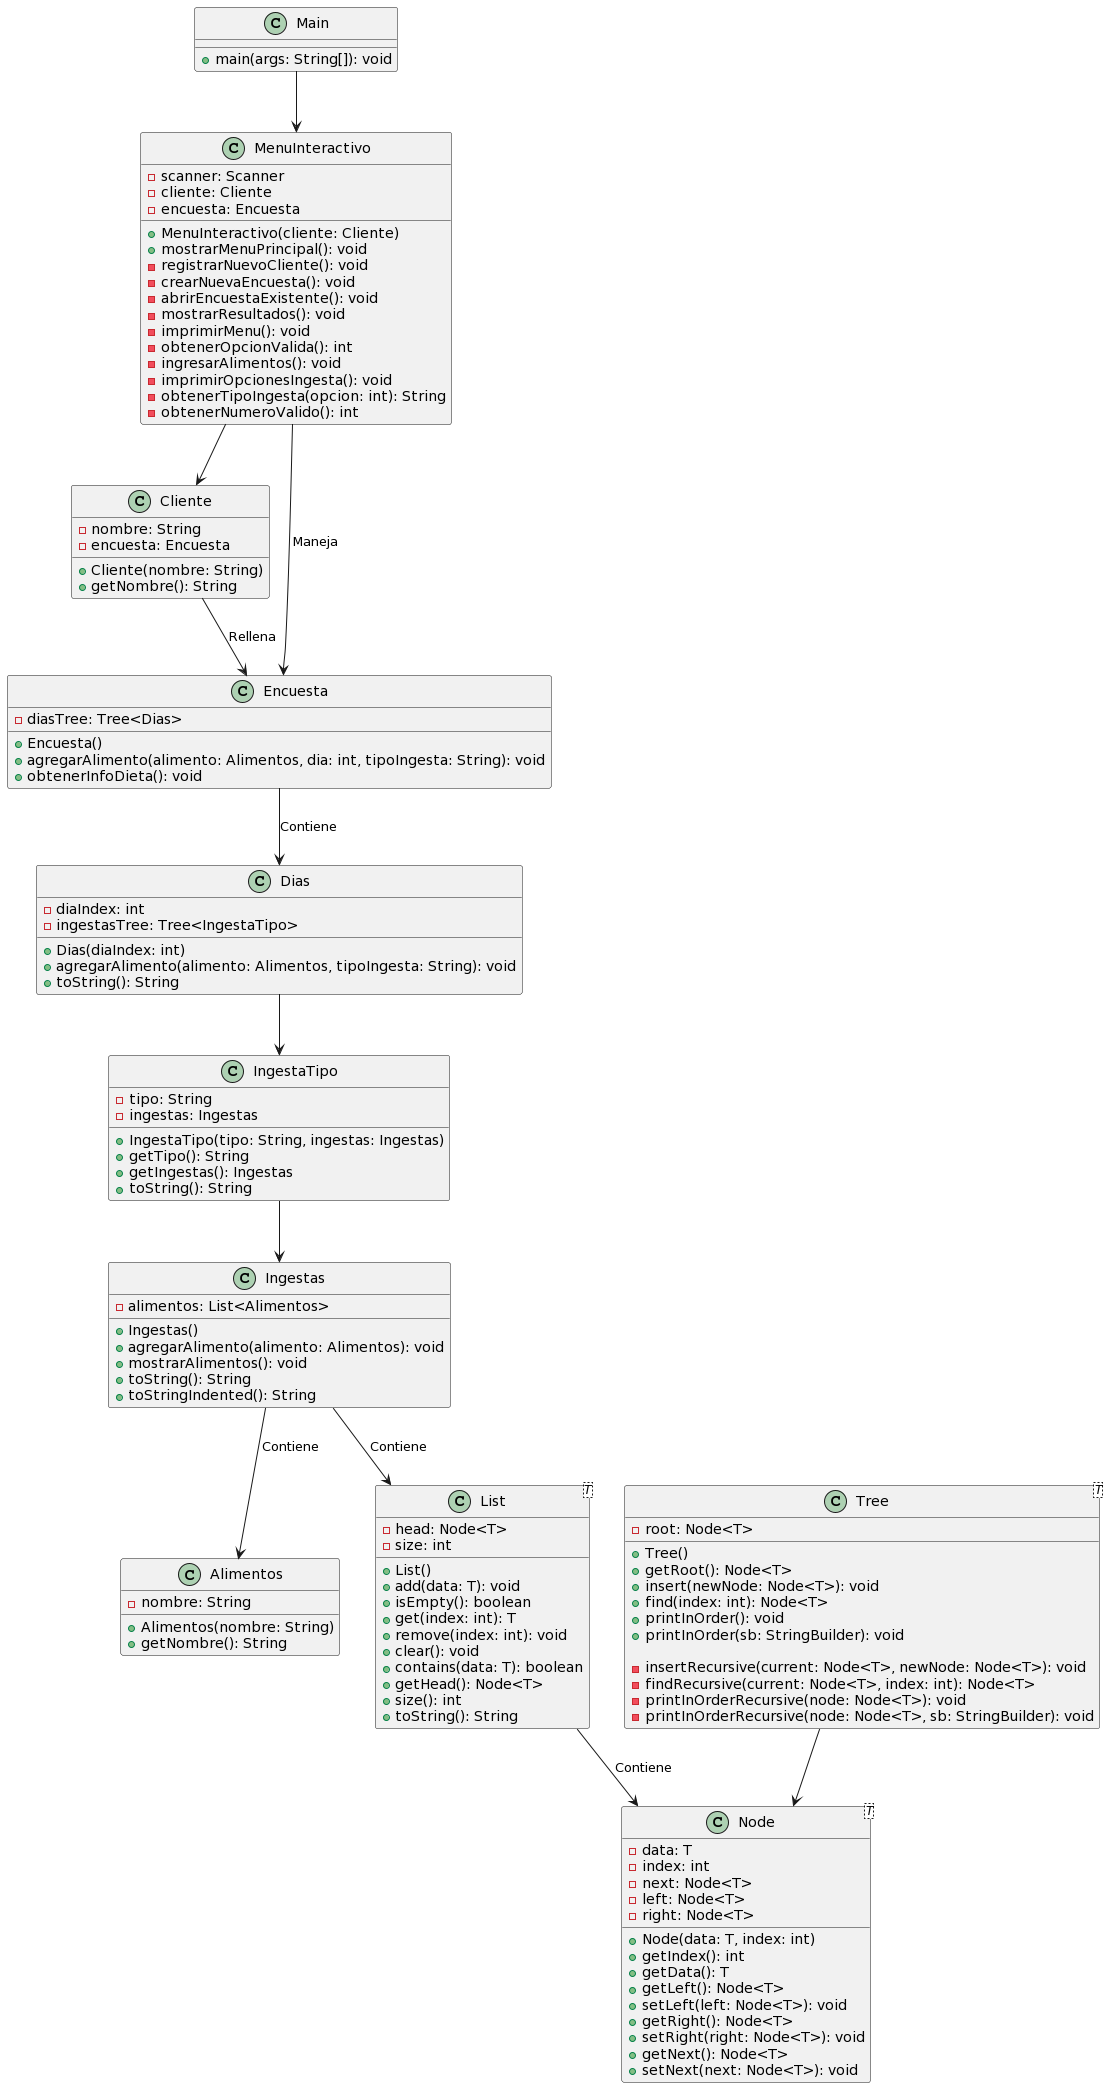 C Main
main(args: String[]): void
C MenuInteractivo
scanner: Scanner
cliente: Cliente
encuesta: Encuesta
MenuInteractivo(cliente: Cliente)
mostrarMenuPrincipal(): void
registrarNuevoCliente(): void
crearNuevaEncuesta(): void
abrirEncuestaExistente(): void
mostrarResultados(): void
imprimirMenu(): void
obtenerOpcionValida(): int
ingresarAlimentos(): void
imprimirOpcionesIngesta(): void
obtenerTipoIngesta(opcion: int): String
obtenerNumeroValido(): int
C Cliente
nombre: String
encuesta: Encuesta
Cliente(nombre: String)
getNombre(): String
Maneja
Rellena
C Encuesta
diasTree: Tree<Dias>
Encuesta()
agregarAlimento(alimento: Alimentos, dia: int, tipoIngesta: String): void
obtenerInfoDieta(): void
Contiene
C Dias
diaIndex: int
ingestasTree: Tree<IngestaTipo>
Dias(diaIndex: int)
agregarAlimento(alimento: Alimentos, tipoIngesta: String): void
toString(): String
C IngestaTipo
tipo: String
ingestas: Ingestas
IngestaTipo(tipo: String, ingestas: Ingestas)
getTipo(): String
getIngestas(): Ingestas
toString(): String
C Ingestas
alimentos: List<Alimentos>
Ingestas()
agregarAlimento(alimento: Alimentos): void
mostrarAlimentos(): void
toString(): String
toStringIndented(): String
Contiene
Contiene
C Alimentos
nombre: String
Alimentos(nombre: String)
getNombre(): String
C List T
head: Node<T>
size: int
List()
add(data: T): void
isEmpty(): boolean
get(index: int): T
remove(index: int): void
clear(): void
contains(data: T): boolean
getHead(): Node<T>
size(): int
toString(): String
C Tree T
root: Node<T>
Tree()
getRoot(): Node<T>
insert(newNode: Node<T>): void
find(index: int): Node<T>
printInOrder(): void
printInOrder(sb: StringBuilder): void
insertRecursive(current: Node<T>, newNode: Node<T>): void
findRecursive(current: Node<T>, index: int): Node<T>
printInOrderRecursive(node: Node<T>): void
printInOrderRecursive(node: Node<T>, sb: StringBuilder): void
Contiene
C Node T
data: T
index: int
next: Node<T>
left: Node<T>
right: Node<T>
Node(data: T, index: int)
getIndex(): int
getData(): T
getLeft(): Node<T>
setLeft(left: Node<T>): void
getRight(): Node<T>
setRight(right: Node<T>): void
getNext(): Node<T>
setNext(next: Node<T>): void